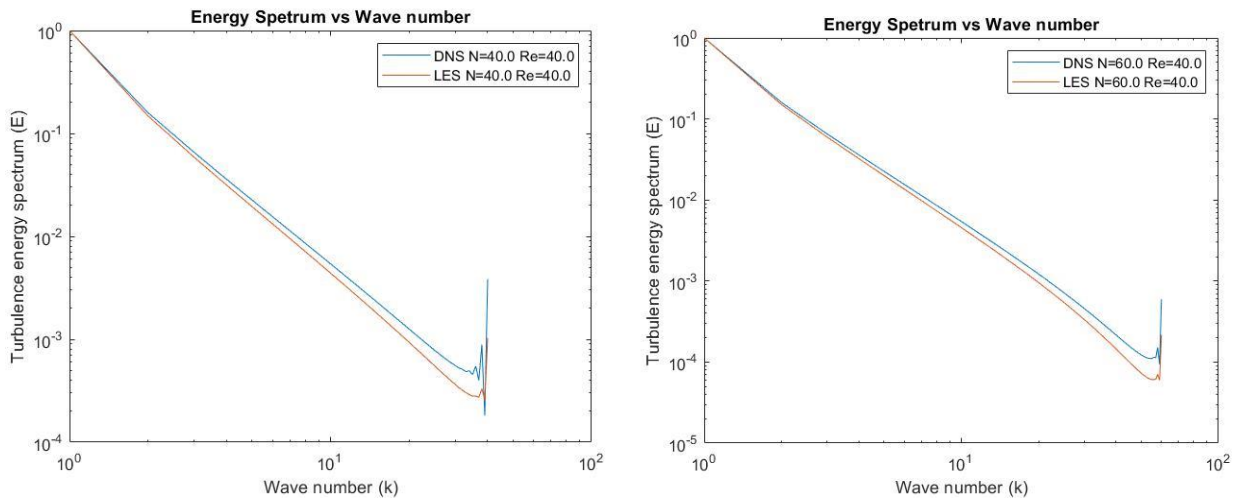 Energy Spetrum vs Wave number
DNS N=40.0 Re=40.0
LES N=40.0 Re=40.0
Turbulence energy spectrum (E)
10^0
10^-1
10^-2
10^-3
10^-4
10^0
10^1
10^2
Wave number (k)
Energy Spetrum vs Wave number
DNS N=60.0 Re=40.0
LES N=60.0 Re=40.0
Turbulence energy spectrum (E)
10^0
10^-1
10^-2
10^-3
10^-4
10^-5
10^0
10^1
10^2
Wave number (k)